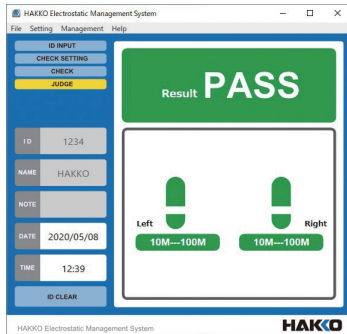 HAKKO Electrostatic Management System
File Setting Management Help
ID INPUT
CHECK SETTING
CHECK
JUDGE
Result PASS
ID 1234
NAME HAKKO
NOTE
DATE 2020/05/08
TIME 12:39
ID CLEAR
Left Right
10M---100M 10M---100M
HAKKO Electrostatic Management System HAKKO